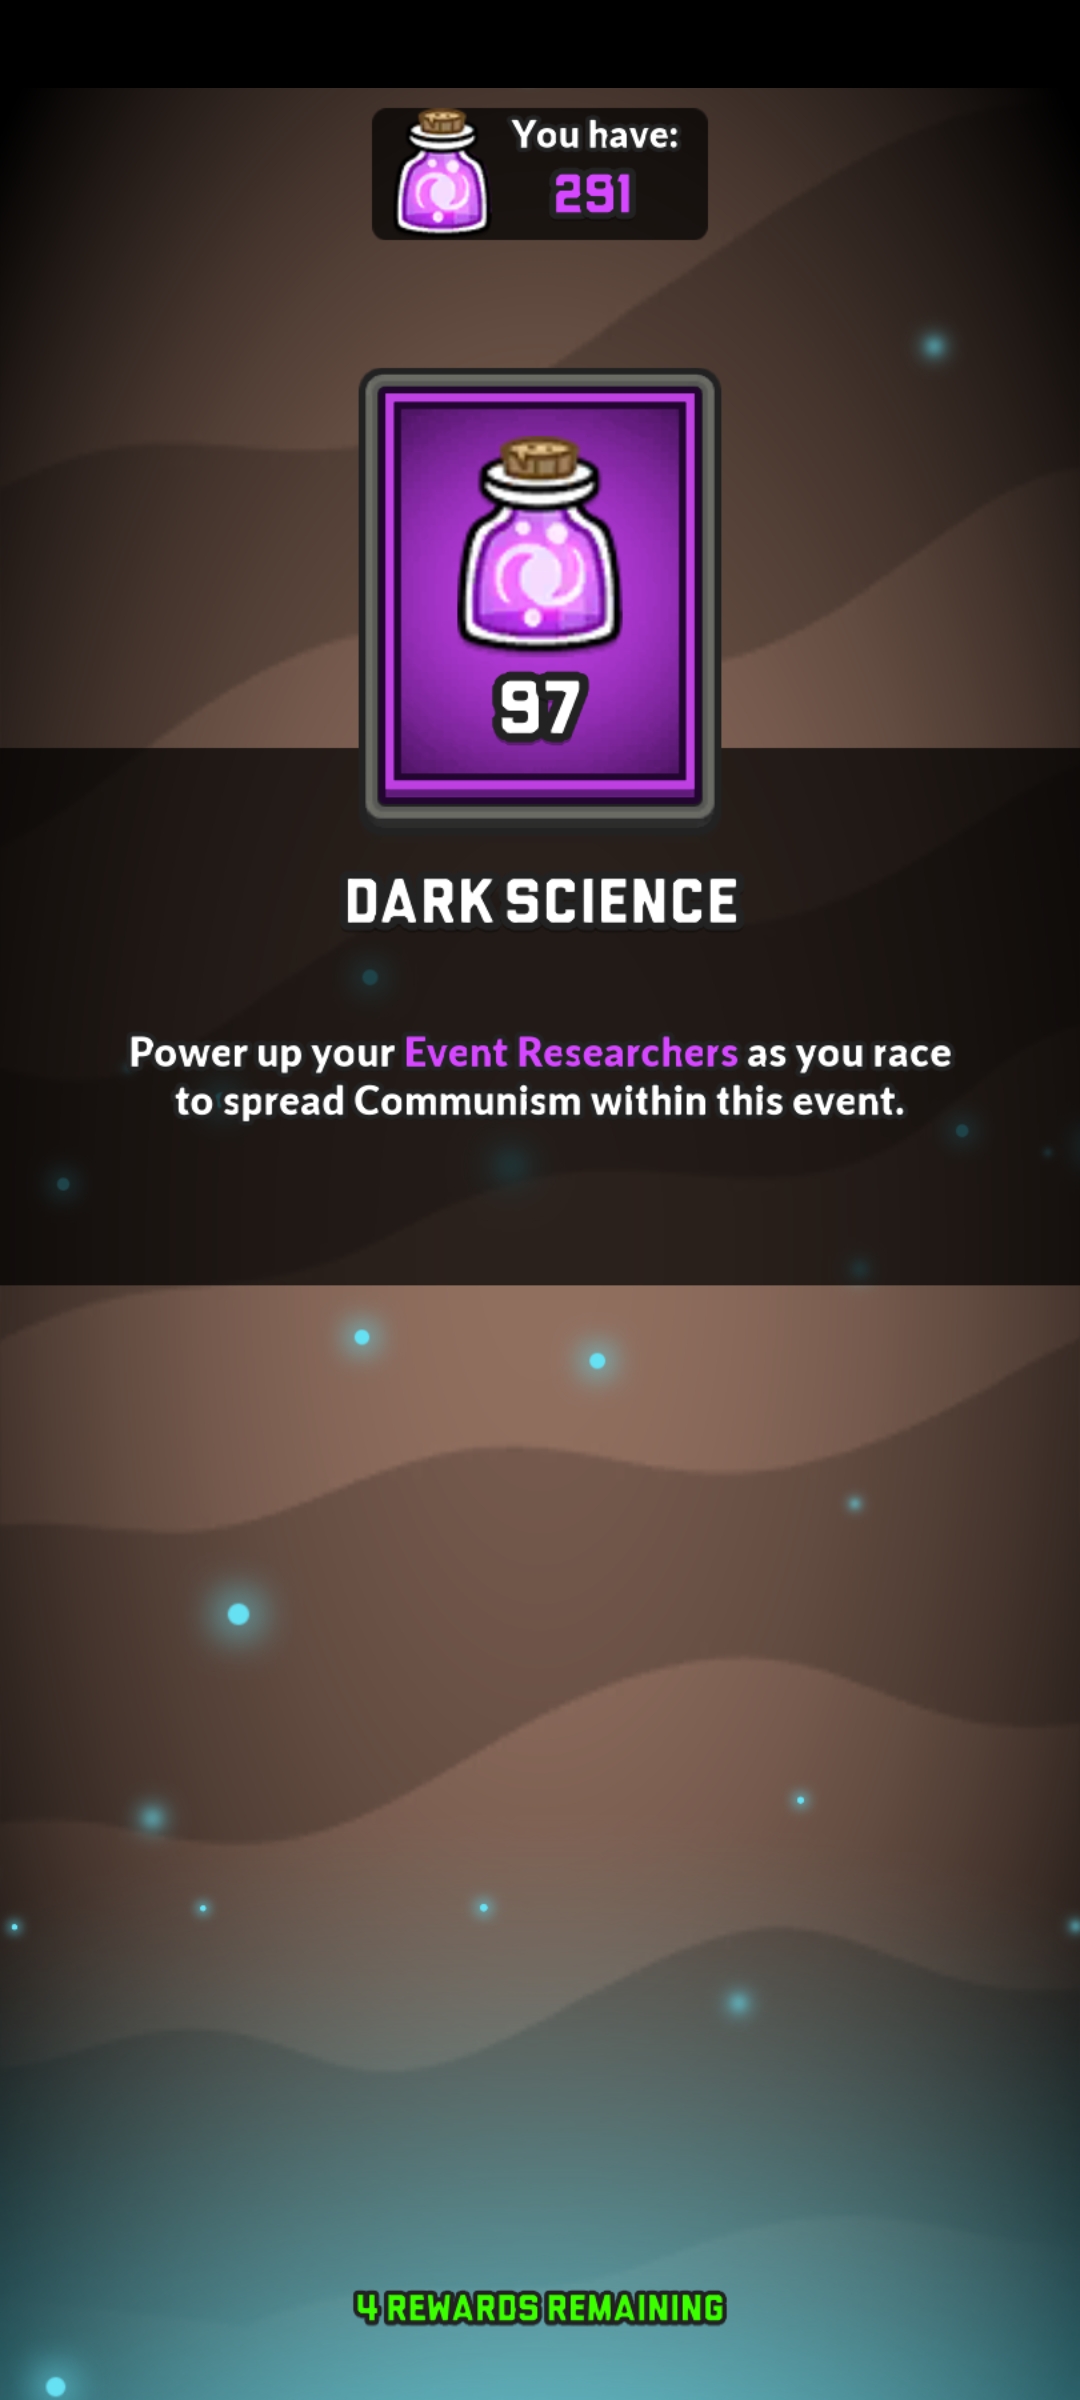 You have:
291
97
DARK SCIENCE
Power up your Event Researchers as you race
to spread Communism within this event.
4 REWARDS REMAINING